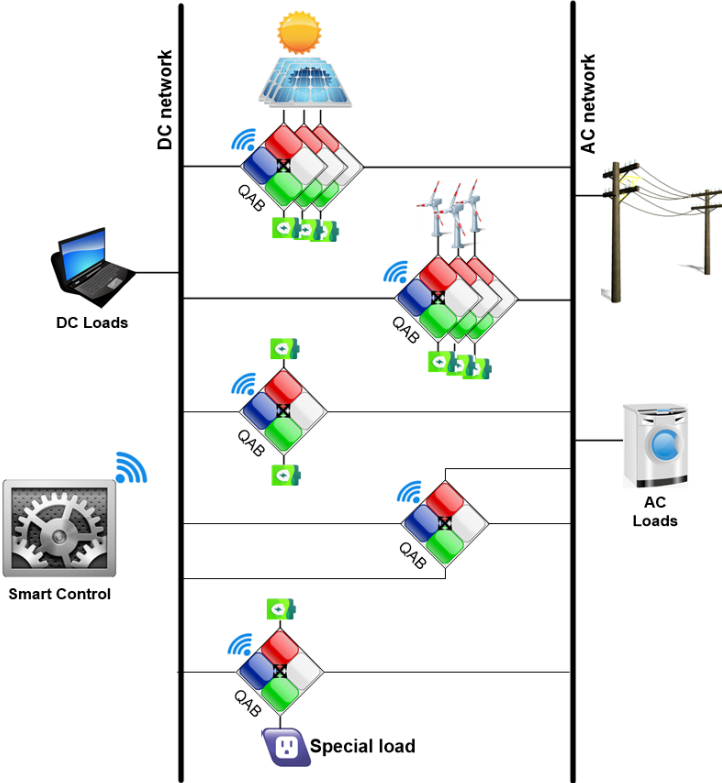 DC network
AC network
QAB
DC Loads
QAB
QAB
AC
Loads
QAB
Smart Control
QAB
Special load